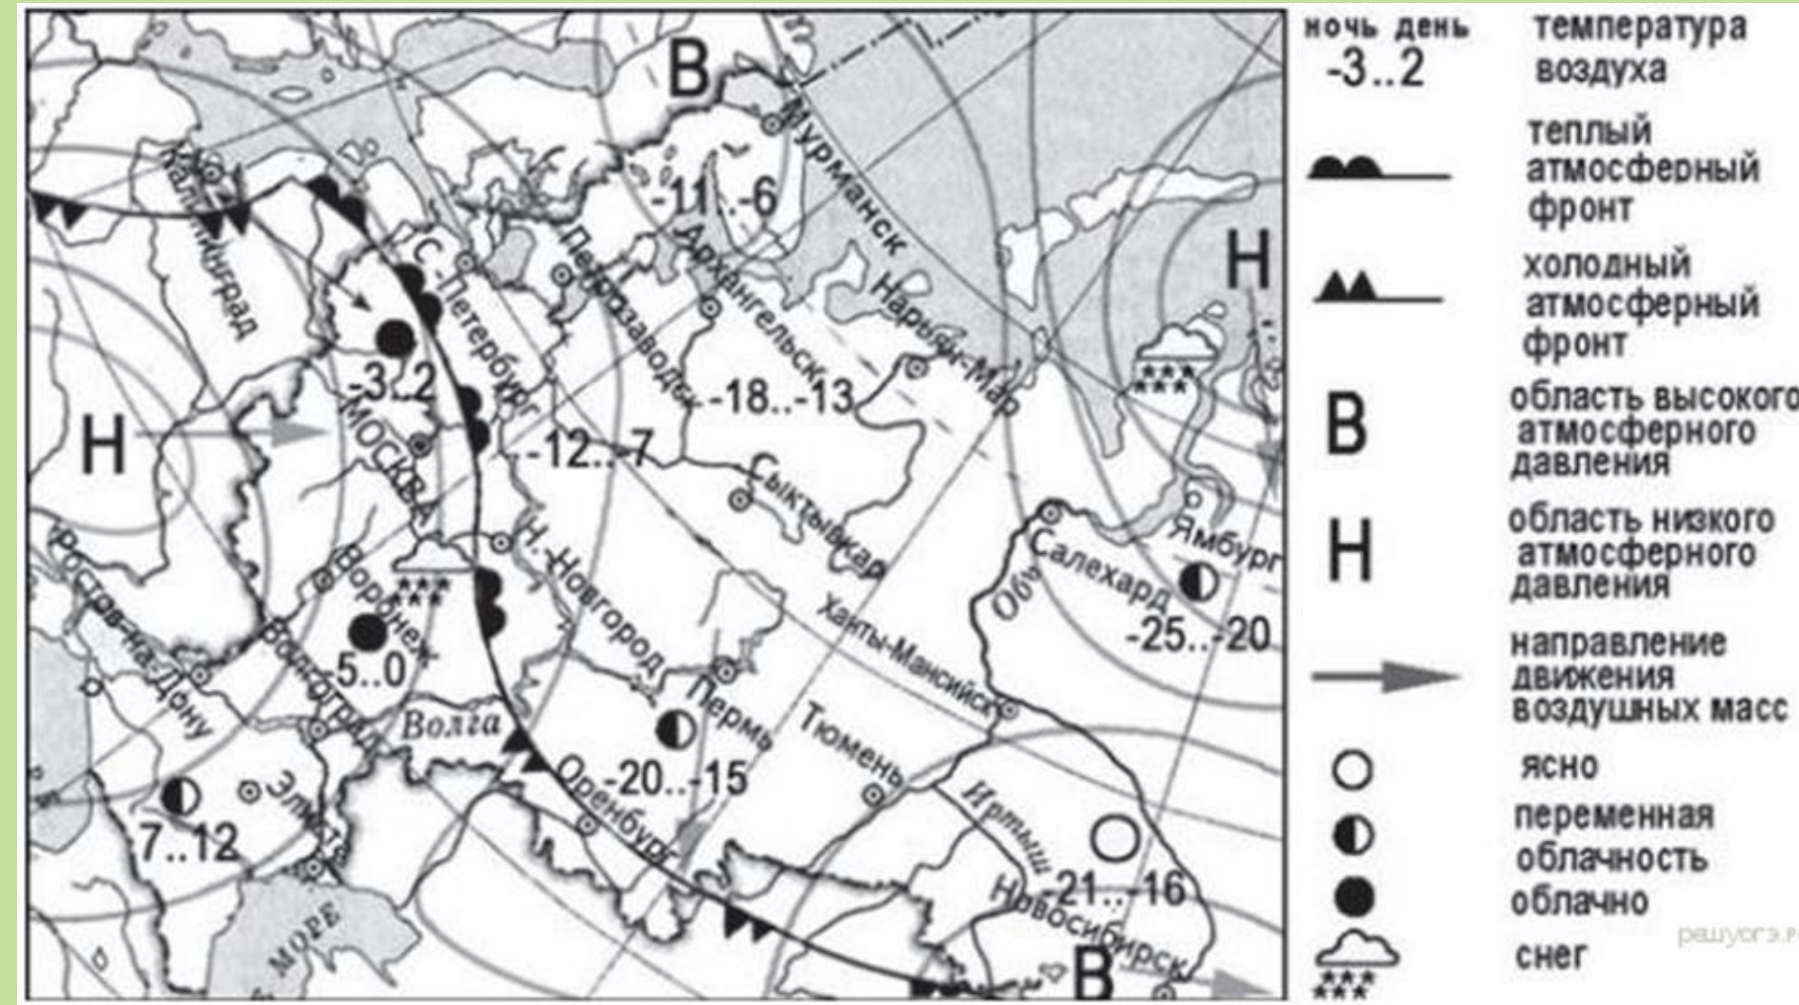 В
Мурманск
Калининград
-11..-6
С.-Петербург
Петрозаводск
Архангельск
Нарьян-Мар
Н
-3..2
МОСКВА
-18..-13
-12..-7
Н
Сыктывкар
Н.-Новгород
Воронеж
Ростов-на-Дону
Волгоград
-5..0
Волга
Пермь
Ханты-Мансийск
Обь
Салехард
Ямбург
-25..-20
Тюмень
-20..-15
Оренбург
Элиста
7..12
Иртыш
-21..-16
Новосибирск
МОРЕ
В
ночь день
-3..2
температура
воздуха
теплый
атмосферный
фронт
холодный
атмосферный
фронт
В
область высокого
атмосферного
давления
Н
область низкого
атмосферного
давления
направление
движения
воздушных масс
ясно
переменная
облачность
облачно
снег